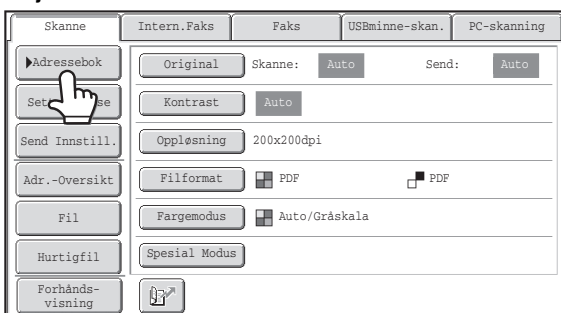 Skanne
Intern.Faks
Faks
USBminne-skan.
PC-skanning
Adressebok
Original
Skanne:
Auto
Send:
Auto
Kontrast
Auto
Send Innstill.
Oppløsning
200x200dpi
Adr.-Oversikt
Filformat
PDF
PDF
Fil
Fargemodus
Auto/Gråskala
Hurtigfil
Spesial Modus
Forhånds-
visning